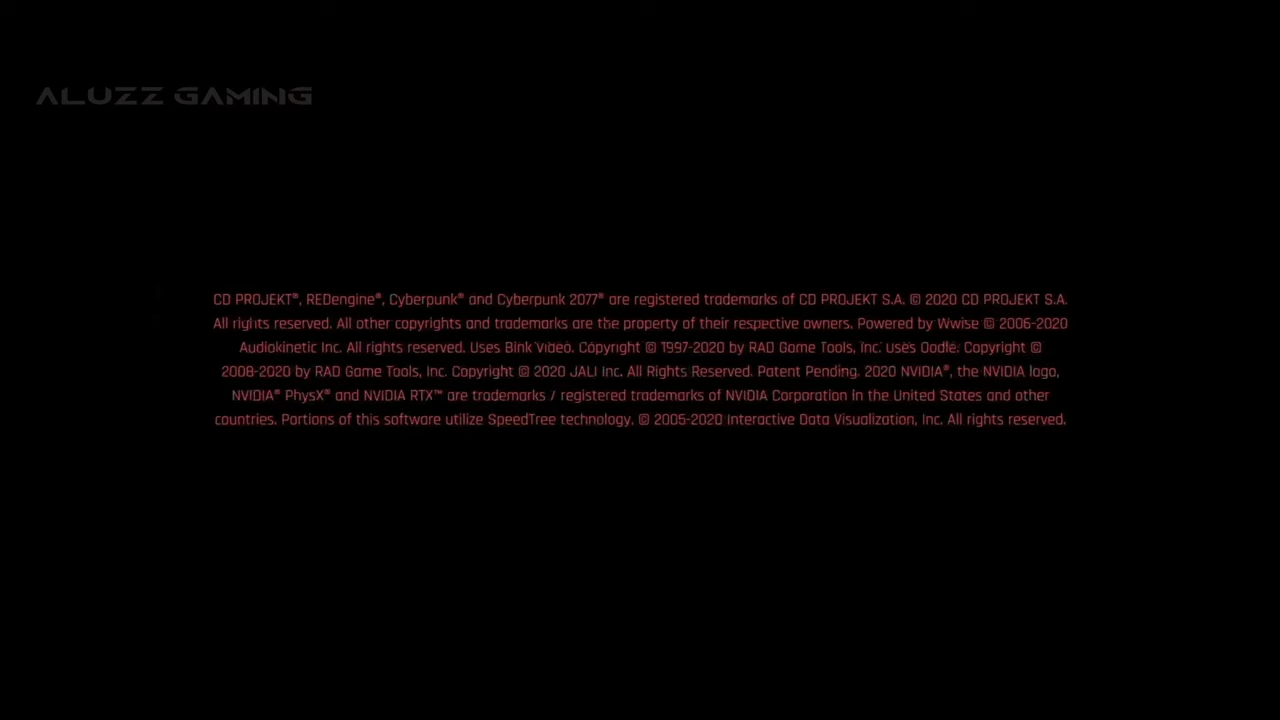 ALUZZ GAMING
CD PROJEKT®, REDengine®, Cyberpunk® and Cyberpunk 2077® are registered trademarks of CD PROJEKT S.A. © 2020 CD PROJEKT S.A.
All rights reserved. All other copyrights and trademarks are the property of their respective owners. Powered by Wwise © 2006-2020
Audiokinetic Inc. All rights reserved. Uses Bink Video. Copyright © 1997-2020 by RAD Game Tools, Inc. uses Oodle. Copyright ©
2008-2020 by RAD Game Tools, Inc. Copyright © 2020 JALI Inc. All Rights Reserved. Patent Pending. 2020 NVIDIA®, the NVIDIA logo,
NVIDIA® PhysX® and NVIDIA RTX™ are trademarks / registered trademarks of NVIDIA Corporation in the United States and other
countries. Portions of this software utilize SpeedTree technology. © 2005-2020 Interactive Data Visualization, Inc. All rights reserved.